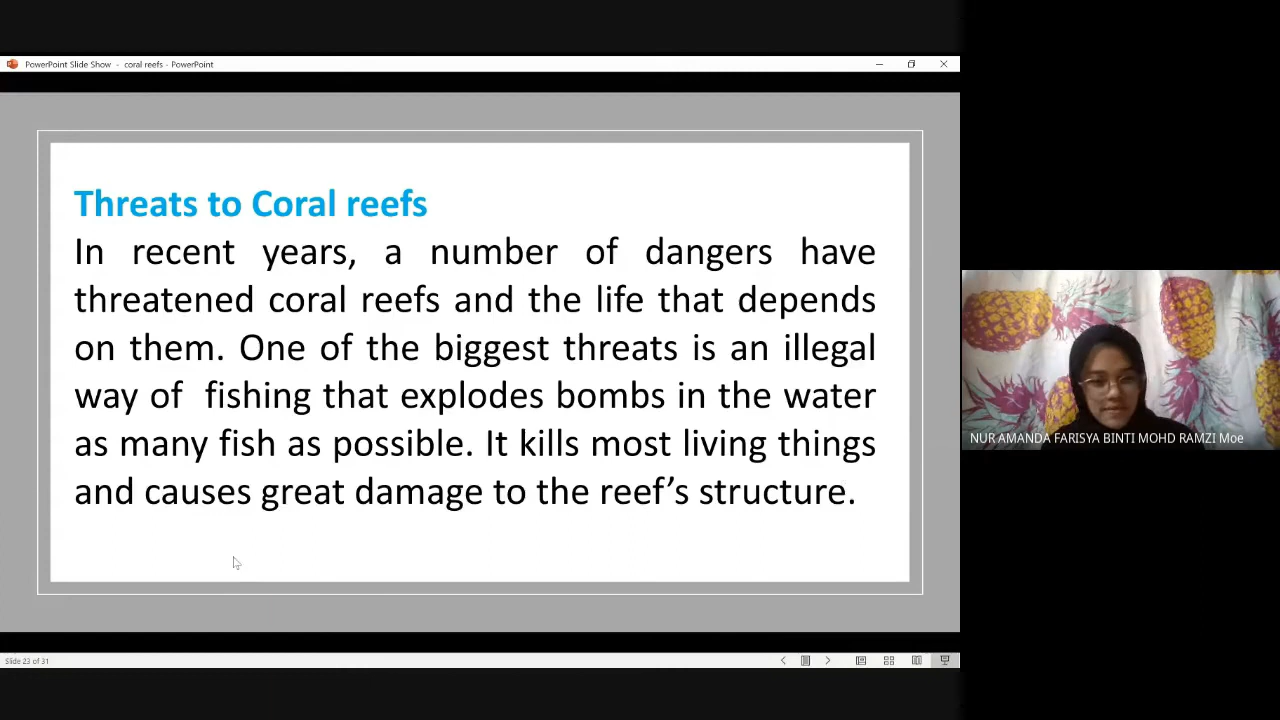 PowerPoint Slide Show - coral reefs - PowerPoint
Threats to Coral reefs
In recent years, a number of dangers have
threatened coral reefs and the life that depends
on them. One of the biggest threats is an illegal
way of fishing that explodes bombs in the water
as many fish as possible. It kills most living things
and causes great damage to the reef’s structure.
NUR AMANDA FARISYA BINTI MOHD RAMZI Moe
Slide 23 of 31